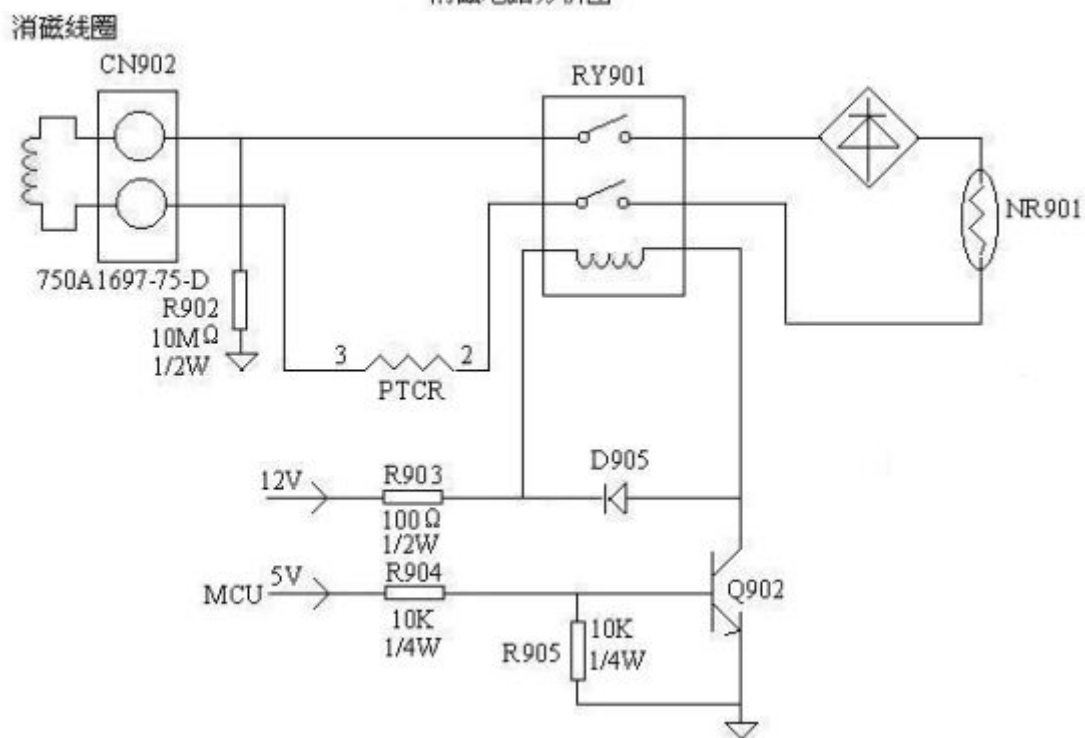 消磁线圈
CN902
RY901
NR901
750A1697-75-D
R902
10MΩ
1/2W
3
2
PTCR
D905
12V
R903
100Ω
1/2W
MCU
5V
R904
10K
1/4W
Q902
R905
10K
1/4W